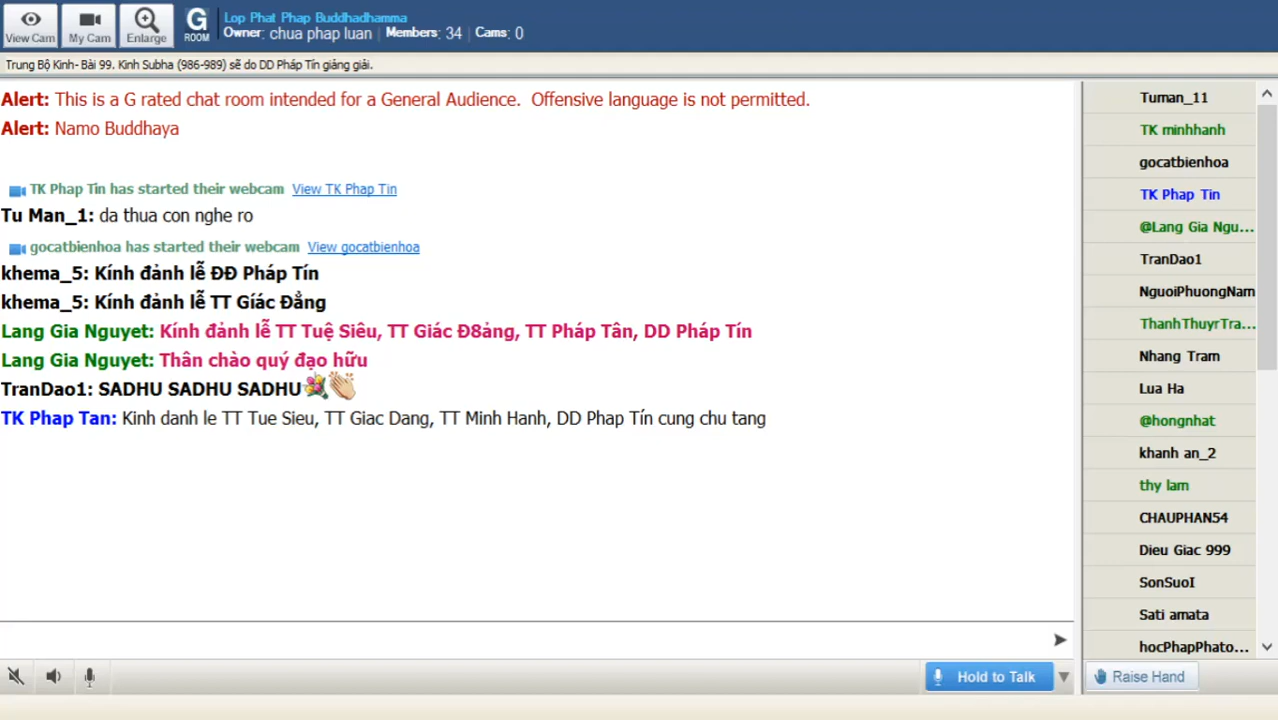 View Cam
My Cam
Enlarge
G
ROOM
Lop Phat Phap Buddhadhamma
Owner: chua phap luan | Members: 34 | Cams: 0
Trung Bộ Kinh- Bài 99. Kinh Subha (986-989) sẽ do DD Pháp Tín giảng giải.
Alert: This is a G rated chat room intended for a General Audience. Offensive language is not permitted.
Alert: Namo Buddhaya
TK Phap Tin has started their webcam View TK Phap Tin
Tu Man_1: da thua con nghe ro
gocatbienhoa has started their webcam View gocatbienhoa
khema_5: Kính đảnh lễ ĐĐ Pháp Tín
khema_5: Kính đảnh lễ TT Gíác Đẳng
Lang Gia Nguyet: Kính đảnh lễ TT Tuệ Siêu, TT Giác Đ8ảng, TT Pháp Tân, DD Pháp Tín
Lang Gia Nguyet: Thân chào quý đạo hữu
TranDao1: SADHU SADHU SADHU
TK Phap Tan: Kinh danh le TT Tue Sieu, TT Giac Dang, TT Minh Hanh, DD Phap Tín cung chu tang
Tuman_11
TK minhhanh
gocatbienhoa
TK Phap Tin
@Lang Gia Ngu...
TranDao1
NguoiPhuongNam
ThanhThuyrTra...
Nhang Tram
Lua Ha
@hongnhat
khanh an_2
thy lam
CHAUPHAN54
Dieu Giac 999
SonSuoI
Sati amata
hocPhapPhato...
Hold to Talk
Raise Hand